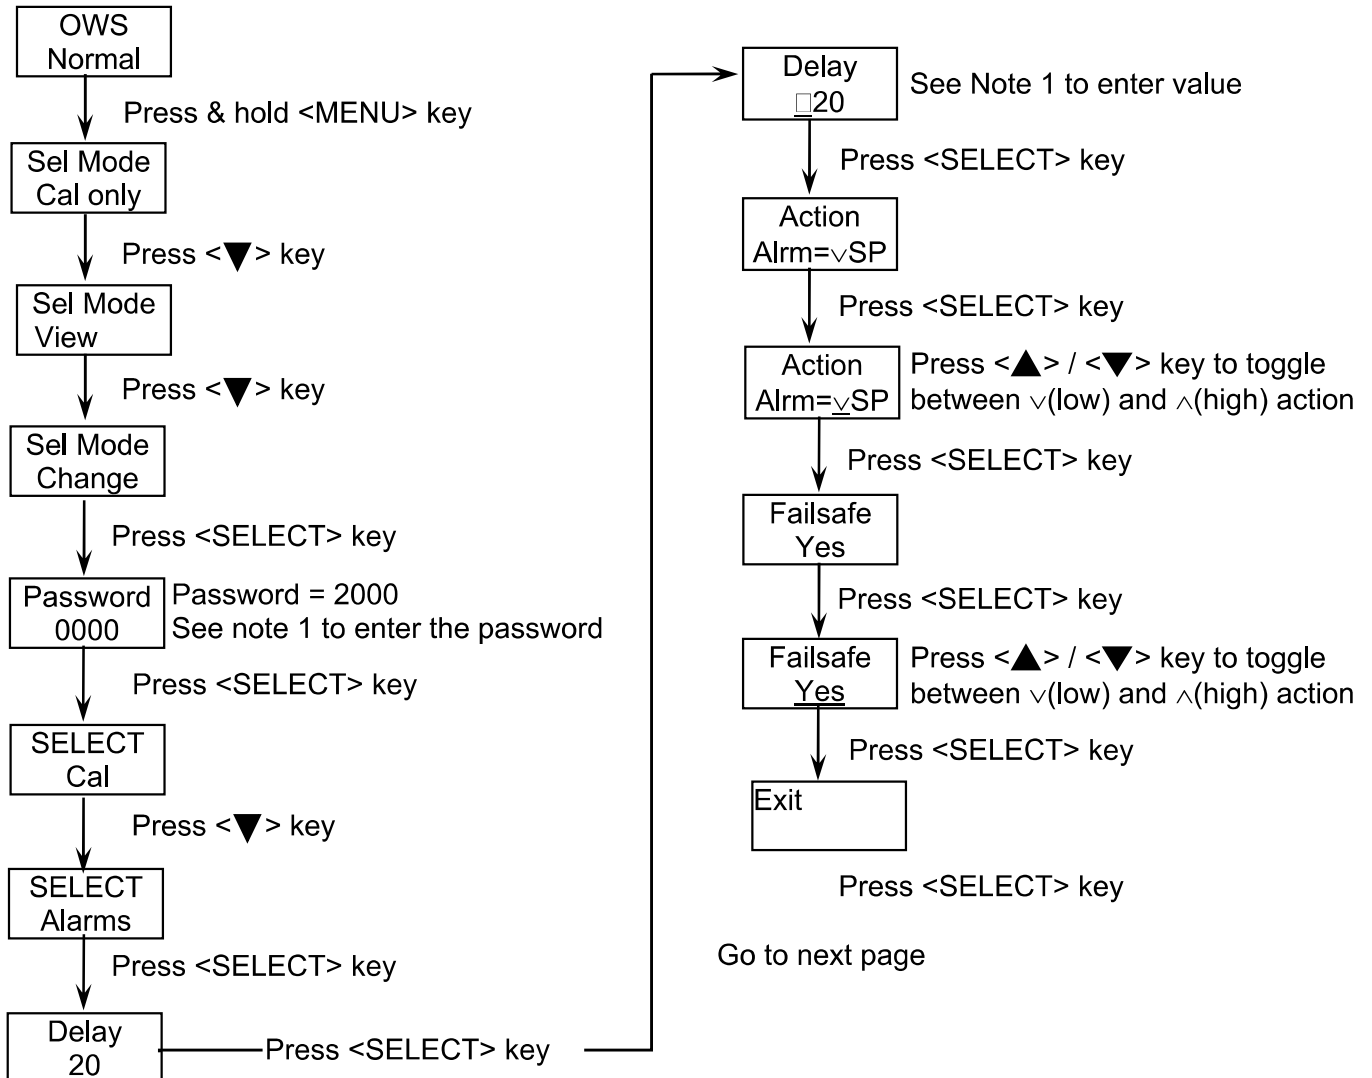 OWS
Normal
Press & hold <MENU> key
Sel Mode
Cal only
Press <▼> key
Sel Mode
View
Press <▼> key
Sel Mode
Change
Press <SELECT> key
Password
0000
Password = 2000
See note 1 to enter the password
Press <SELECT> key
SELECT
Cal
Press <▼> key
SELECT
Alarms
Press <SELECT> key
Delay
20
Press <SELECT> key
Delay
□20
See Note 1 to enter value
Press <SELECT> key
Action
Alrm=∨SP
Press <SELECT> key
Action
Alrm=∨SP
Press <▲> / <▼> key to toggle
between ∨(low) and ∧(high) action
Press <SELECT> key
Failsafe
Yes
Press <SELECT> key
Failsafe
Yes
Press <▲> / <▼> key to toggle
between ∨(low) and ∧(high) action
Press <SELECT> key
Exit
Press <SELECT> key
Go to next page